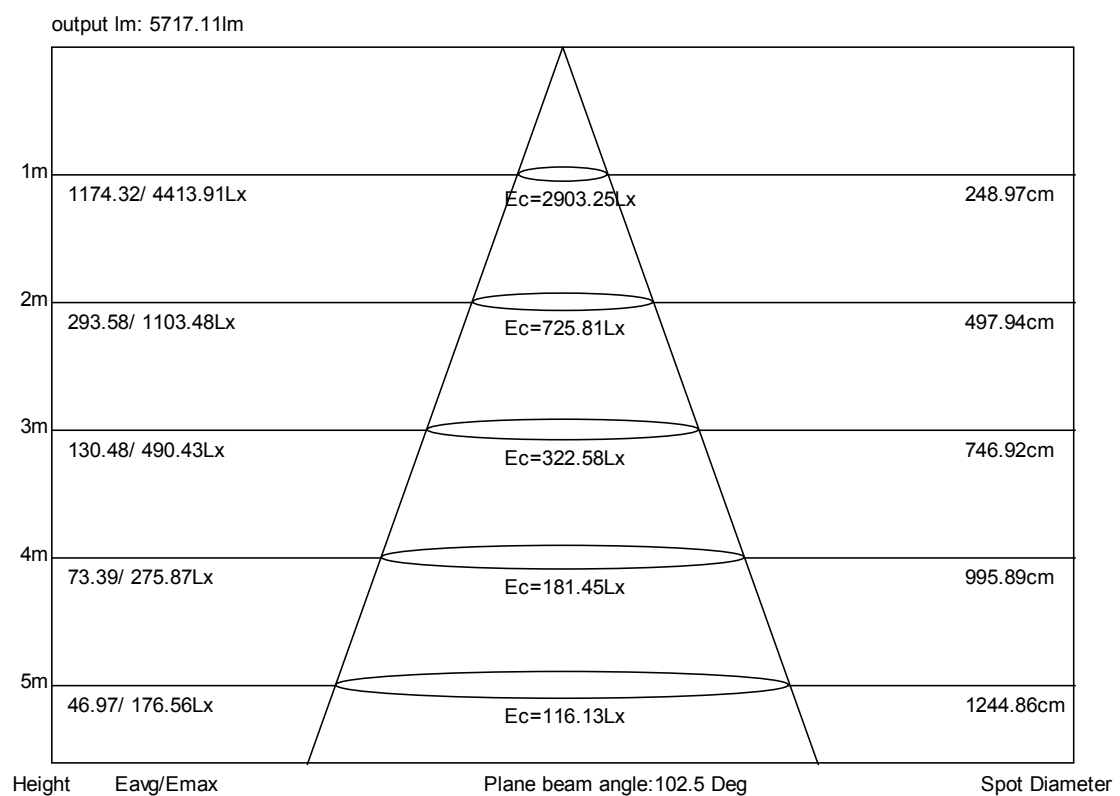 output lm: 5717.11lm
1m
1174.32/ 4413.91Lx
Ec=2903.25Lx
248.97cm
2m
293.58/ 1103.48Lx
Ec=725.81Lx
497.94cm
3m
130.48/ 490.43Lx
Ec=322.58Lx
746.92cm
4m
73.39/ 275.87Lx
Ec=181.45Lx
995.89cm
5m
46.97/ 176.56Lx
Ec=116.13Lx
1244.86cm
Height Eavg/Emax Plane beam angle:102.5 Deg Spot Diameter